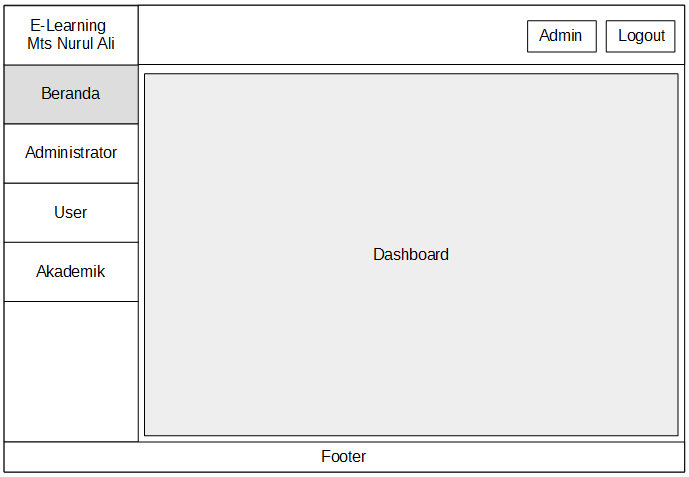 E-Learning
Mts Nurul Ali
Admin
Logout
Beranda
Administrator
User
Akademik
Dashboard
Footer